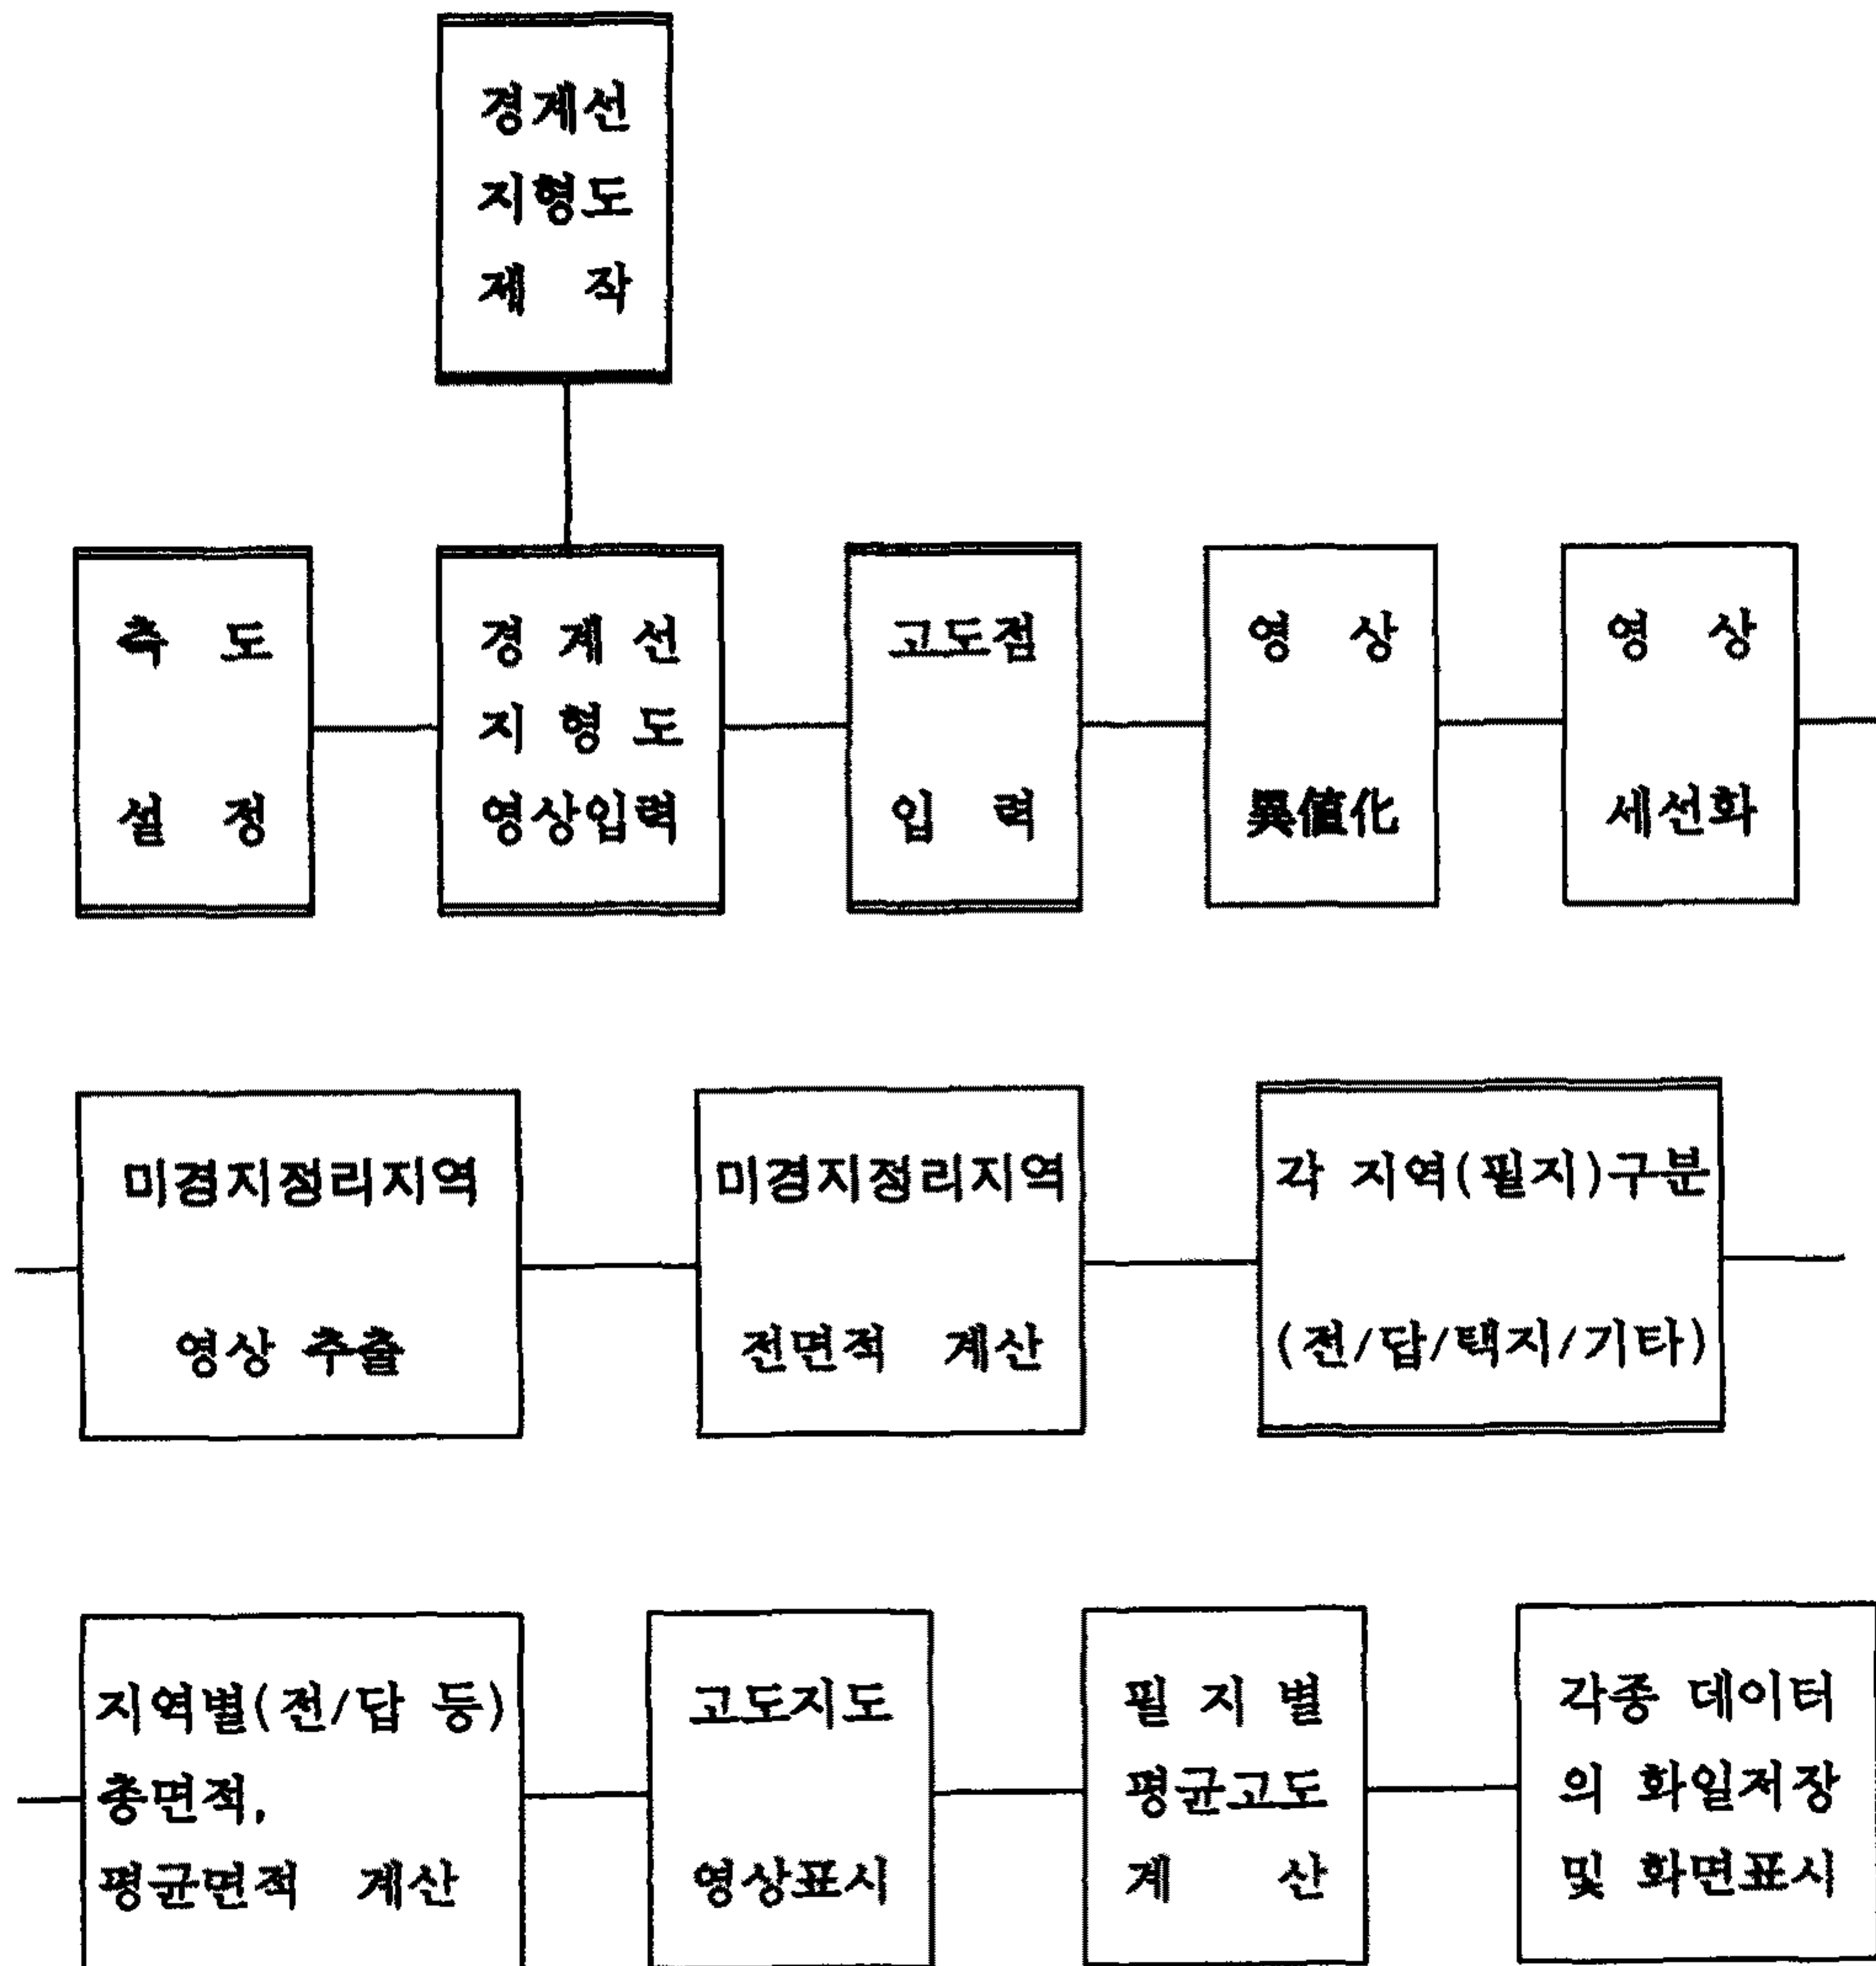 경계선
지형도
제 작
축 도
설 정
경 계 선
지 형 도
영상입력
고도점
입 력
영 상
異値化
영 상
세선화
미경지정리지역
영상 추출
미경지정리지역
전면적 계산
각 지역(필지)구분
(전/답/택지/기타)
지역별(전/답 등)
총면적,
평균면적 계산
고도지도
영상표시
필 지 별
평균고도
계 산
각종 데이터
의 화일저장
및 화면표시